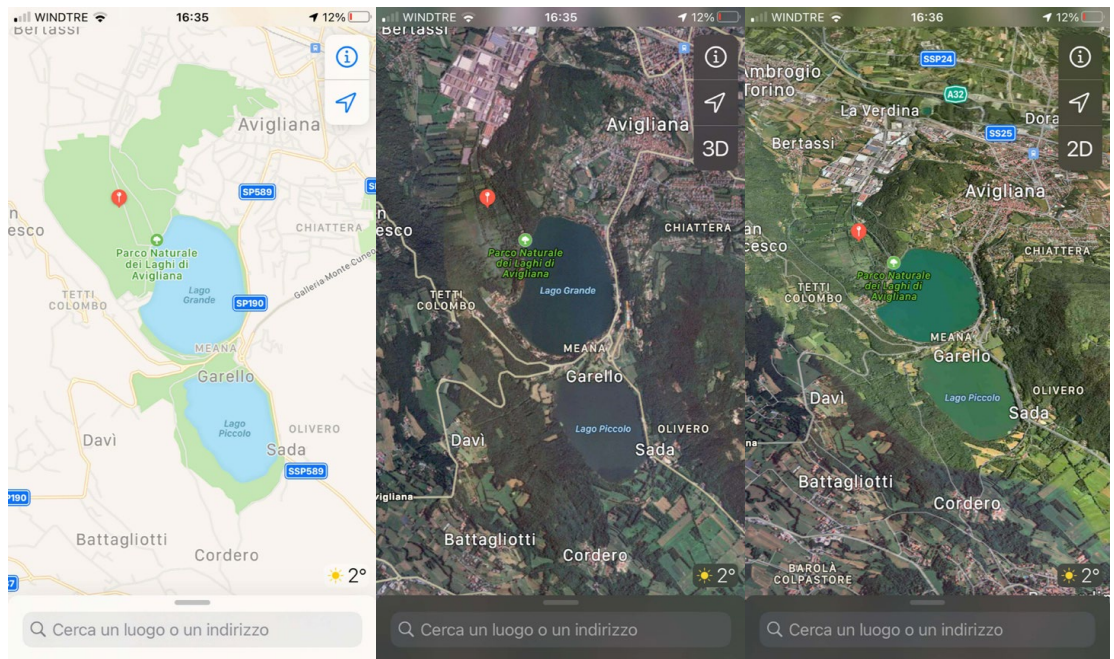 WINDTRE
16:35
12%
Bertassi
Avigliana
SP589
n
esco
CHIATTERA
Parco Naturale
dei Laghi di
Avigliana
Galleria Monte Cuneo
TETTI
COLOMBO
Lago
Grande
SP190
MEANA
Garello
Lago
Piccolo
OLIVERO
Davì
Sada
SSP589
P190
Battagliotti
Cordero
2°
Cerca un luogo o un indirizzo
WINDTRE
16:35
12%
Bertassi
Avigliana
3D
n
esco
CHIATTERA
Parco Naturale
dei Laghi di
Avigliana
TETTI
COLOMBO
Lago Grande
MEANA
Garello
Lago Piccolo
OLIVERO
Davì
Sada
vigliana
Battagliotti
Cordero
2°
Cerca un luogo o un indirizzo
WINDTRE
16:36
12%
SSP24
mbrogio
Torino
A32
La Verdina
Dora
SS25
Bertassi
2D
Avigliana
an
cesco
CHIATTERA
Parco Naturale
dei Laghi di
Avigliana
TETTI
COLOMBO
MEANA
Garello
OLIVERO
Davì
Lago Piccolo
Sada
na
Battagliotti
Cordero
BAROLA
COLPASTORE
2°
Cerca un luogo o un indirizzo